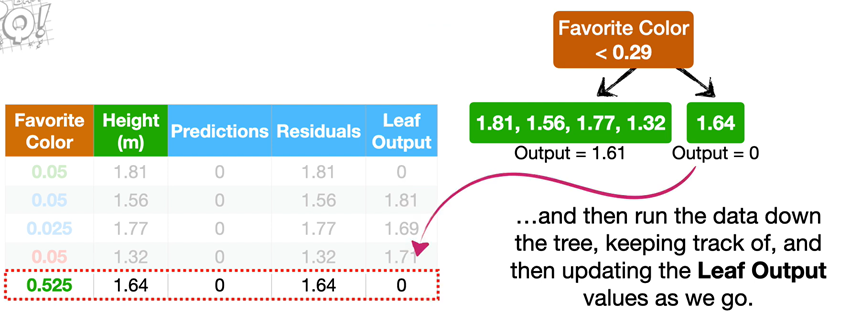 Q!
Favorite Color
< 0.29
1.81, 1.56, 1.77, 1.32
1.64
Output = 1.61
Output = 0
Favorite Color Height (m) Predictions Residuals Leaf Output
0.05 1.81 0 1.81 0
0.05 1.56 0 1.56 1.81
0.025 1.77 0 1.77 1.69
0.05 1.32 0 1.32 1.71
0.525 1.64 0 1.64 0
…and then run the data down
the tree, keeping track of, and
then updating the Leaf Output
values as we go.